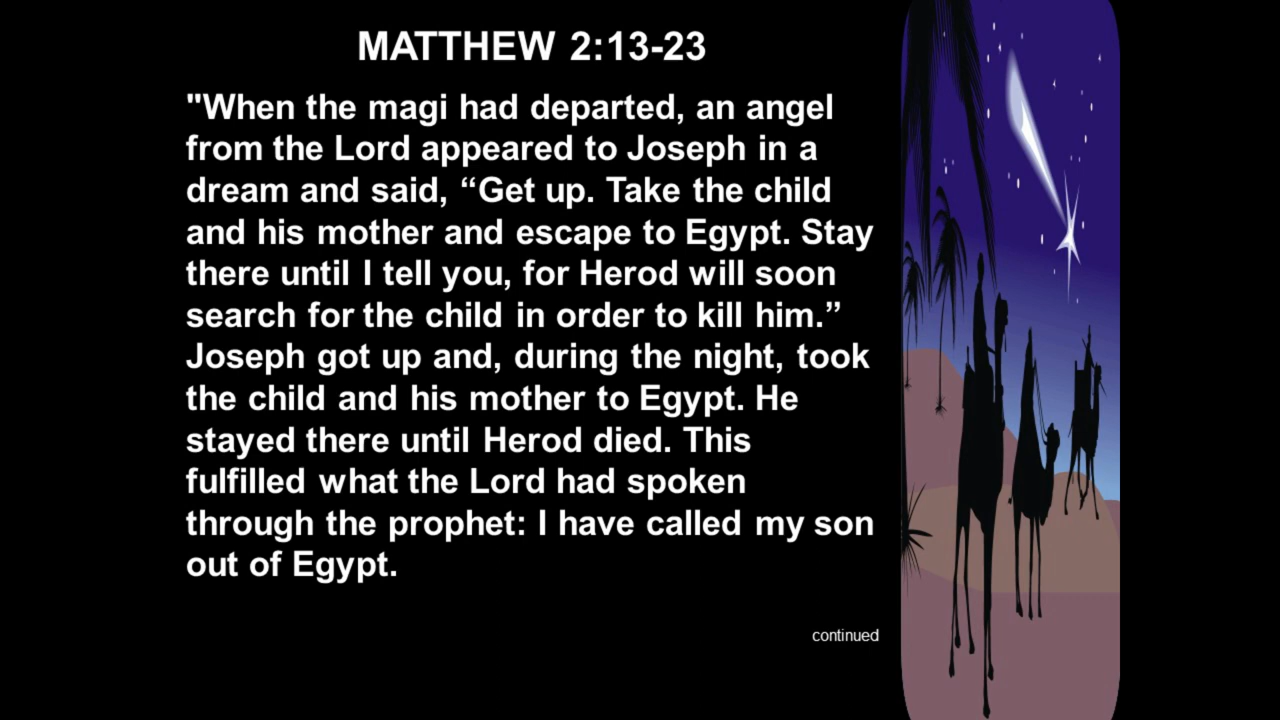 MATTHEW 2:13-23
"When the magi had departed, an angel
from the Lord appeared to Joseph in a
dream and said, “Get up. Take the child
and his mother and escape to Egypt. Stay
there until I tell you, for Herod will soon
search for the child in order to kill him.”
Joseph got up and, during the night, took
the child and his mother to Egypt. He
stayed there until Herod died. This
fulfilled what the Lord had spoken
through the prophet: I have called my son
out of Egypt.
continued